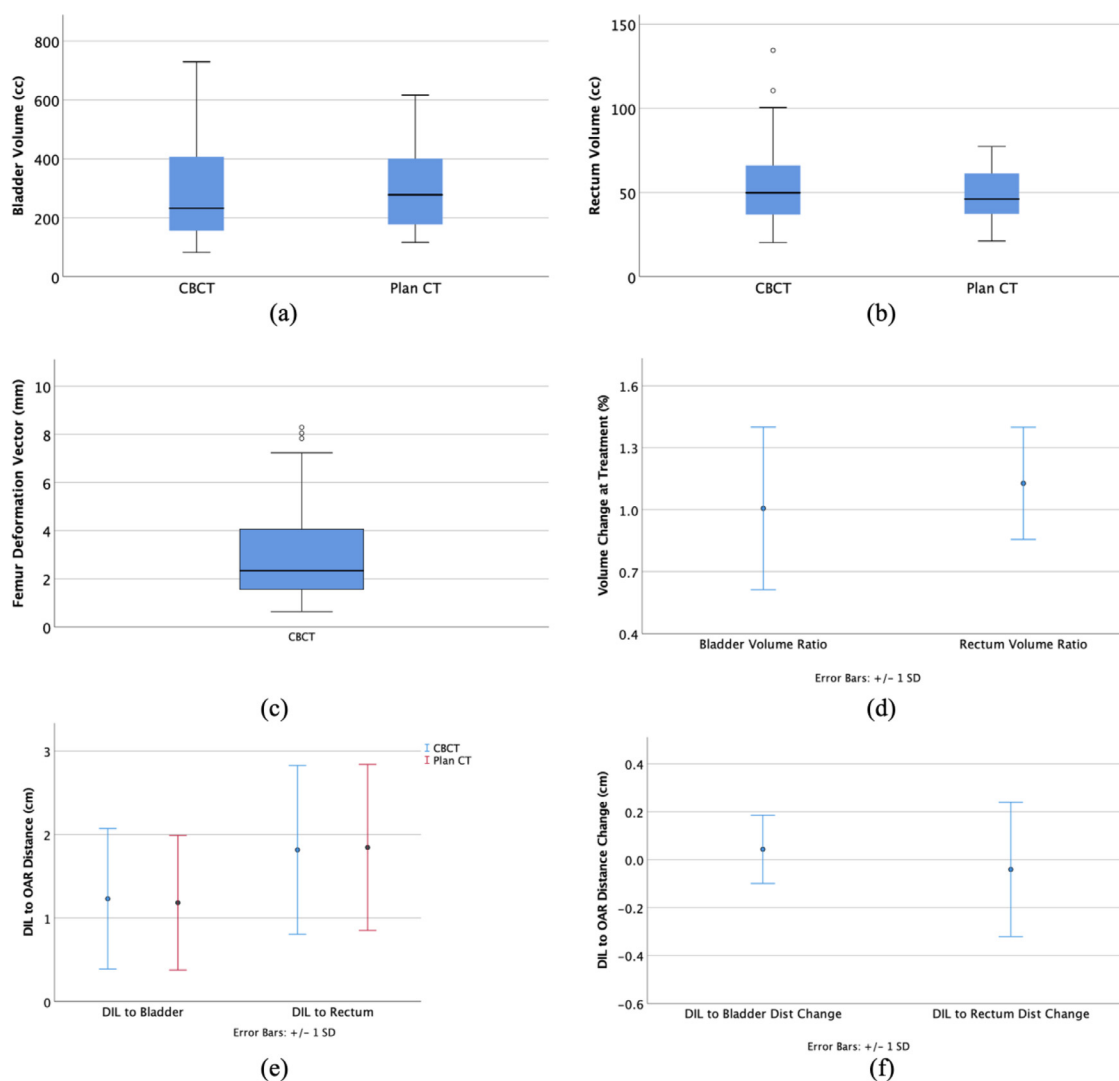 Bladder Volume (cc)
800
600
400
200
0
CBCT
Plan CT
(a)
Rectum Volume (cc)
150
100
50
0
CBCT
Plan CT
(b)
Femur Deformation Vector (mm)
10
8
6
4
2
0
CBCT
(c)
Volume Change at Treatment (%)
1.6
1.3
1.0
0.7
0.4
Bladder Volume Ratio
Rectum Volume Ratio
Error Bars: +/- 1 SD
(d)
DIL to OAR Distance (cm)
3
2
1
0
CBCT
Plan CT
DIL to Bladder
DIL to Rectum
Error Bars: +/- 1 SD
(e)
DIL to OAR Distance Change (cm)
0.4
0.2
0.0
-0.2
-0.4
-0.6
DIL to Bladder Dist Change
DIL to Rectum Dist Change
Error Bars: +/- 1 SD
(f)